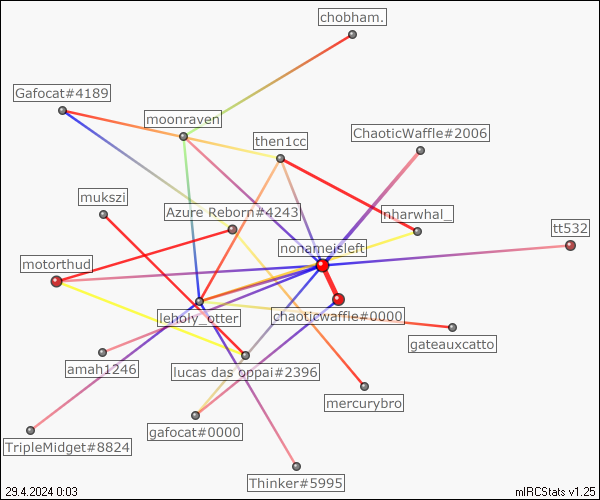 chobham.
Gafocat#4189
moonraven
then1cc
ChaoticWaffle#2006
mukszi
Azure Reborn#4243
nharwhal_
tt532
nonameisleft
motorthud
leholy_otter
chaoticwaffle#0000
gateauxcatto
amah1246
lucas das oppai#2396
mercurybro
gafocat#0000
TripleMidget#8824
Thinker#5995
29.4.2024 0:03
mIRCStats v1.25